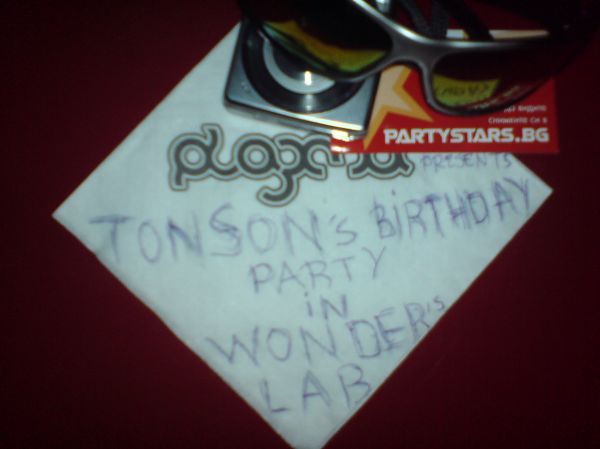 PARTYSTARS.BG
PRESENTS
TONSON'S BIRTHDAY
PARTY
iN
WONDER'S
LAB